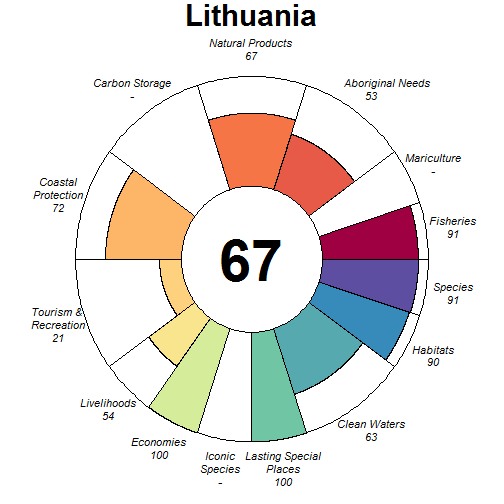 Lithuania
Natural Products
67
Carbon Storage
-
Aboriginal Needs
53
Mariculture
-
Coastal
Protection
72
Fisheries
91
67
Species
91
Tourism &
Recreation
21
Habitats
90
Livelihoods
54
Clean Waters
63
Economies
100
Iconic
Species
-
Lasting Special
Places
100